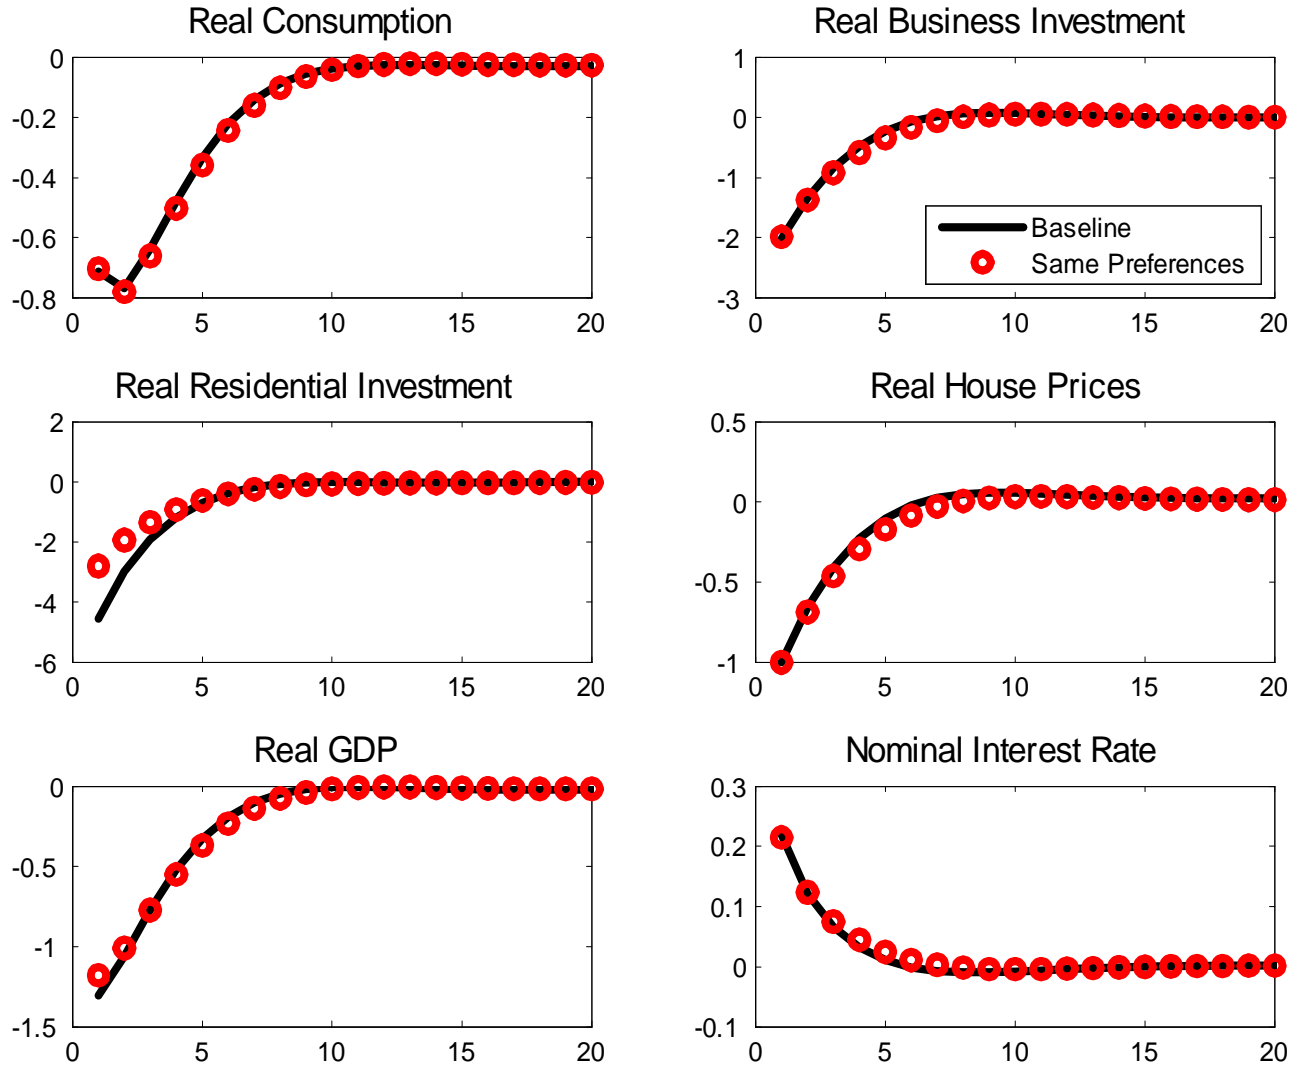 Real Consumption
0
-0.2
-0.4
-0.6
-0.8
0 5 10 15 20
Real Business Investment
1
0
-1
-2
-3
0 5 10 15 20
Baseline
Same Preferences
Real Residential Investment
2
0
-2
-4
-6
0 5 10 15 20
Real House Prices
0.5
0
-0.5
-1
0 5 10 15 20
Real GDP
0
-0.5
-1
-1.5
0 5 10 15 20
Nominal Interest Rate
0.3
0.2
0.1
0
-0.1
0 5 10 15 20